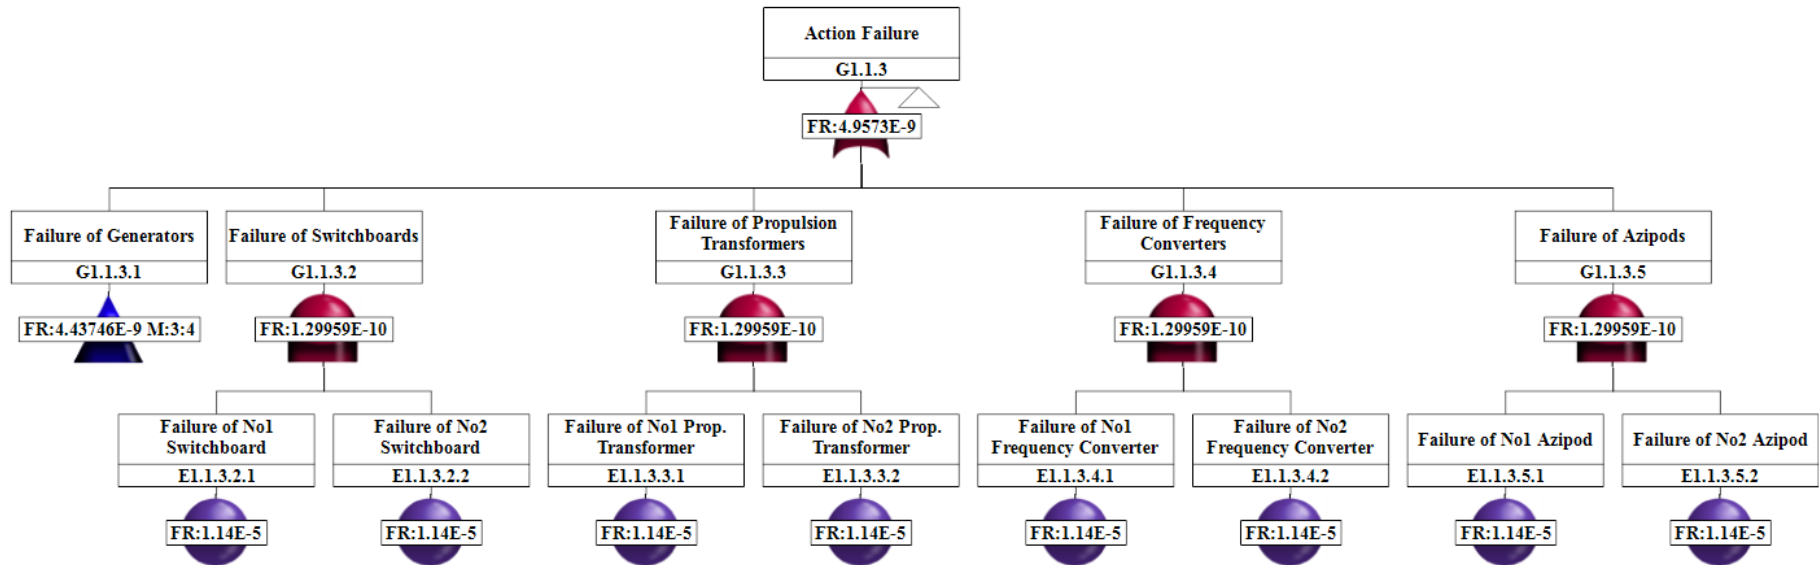 Action Failure
G1.1.3
FR:4.9573E-9
Failure of Generators
G1.1.3.1
FR:4.43746E-9 M:3:4
Failure of Switchboards
G1.1.3.2
FR:1.29959E-10
Failure of Propulsion
Transformers
G1.1.3.3
FR:1.29959E-10
Failure of Frequency
Converters
G1.1.3.4
FR:1.29959E-10
Failure of Azipods
G1.1.3.5
FR:1.29959E-10
Failure of No1
Switchboard
E1.1.3.2.1
FR:1.14E-5
Failure of No2
Switchboard
E1.1.3.2.2
FR:1.14E-5
Failure of No1 Prop.
Transformer
E1.1.3.3.1
FR:1.14E-5
Failure of No2 Prop.
Transformer
E1.1.3.3.2
FR:1.14E-5
Failure of No1
Frequency Converter
E1.1.3.4.1
FR:1.14E-5
Failure of No2
Frequency Converter
E1.1.3.4.2
FR:1.14E-5
Failure of No1 Azipod
E1.1.3.5.1
FR:1.14E-5
Failure of No2 Azipod
E1.1.3.5.2
FR:1.14E-5